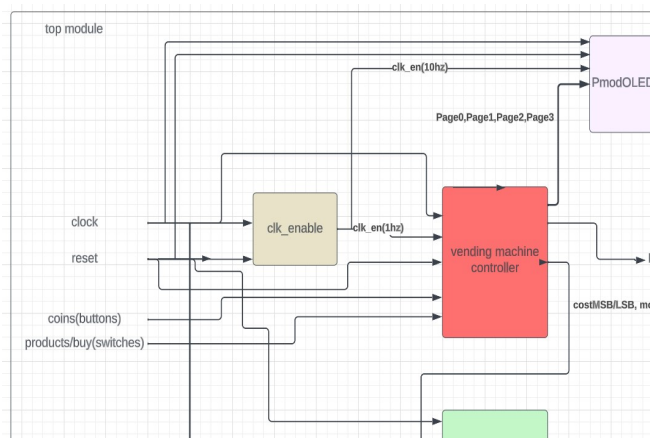 top module
clk_en(10hz)
PmodOLED
Page0,Page1,Page2,Page3
clock
clk_enable
clk_en(1hz)
reset
vending machine
controller
costMSB/LSB,
coins(buttons)
products/buy(switches)